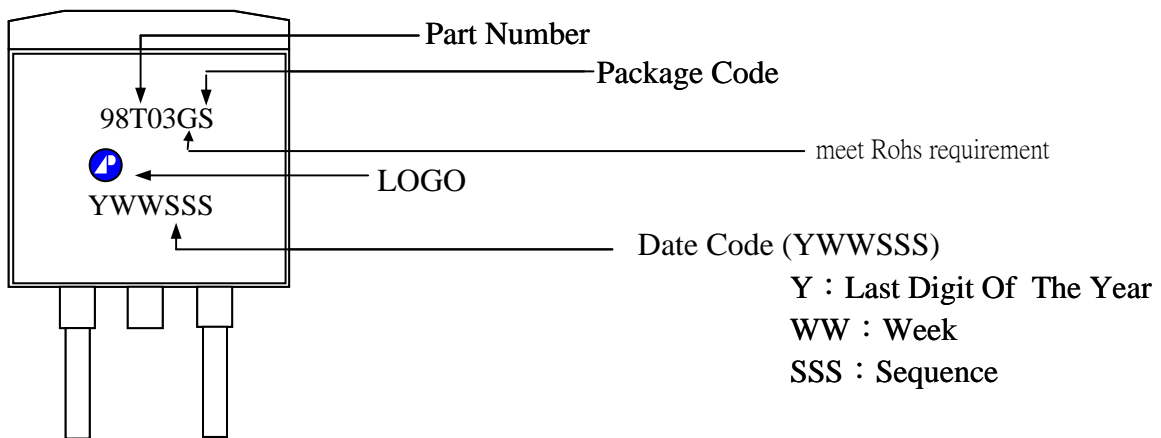 Part Number
Package Code
98T03GS
meet Rohs requirement
LOGO
YWWSSS
Date Code (YWWSSS)
Y：Last Digit Of The Year
WW：Week
SSS：Sequence